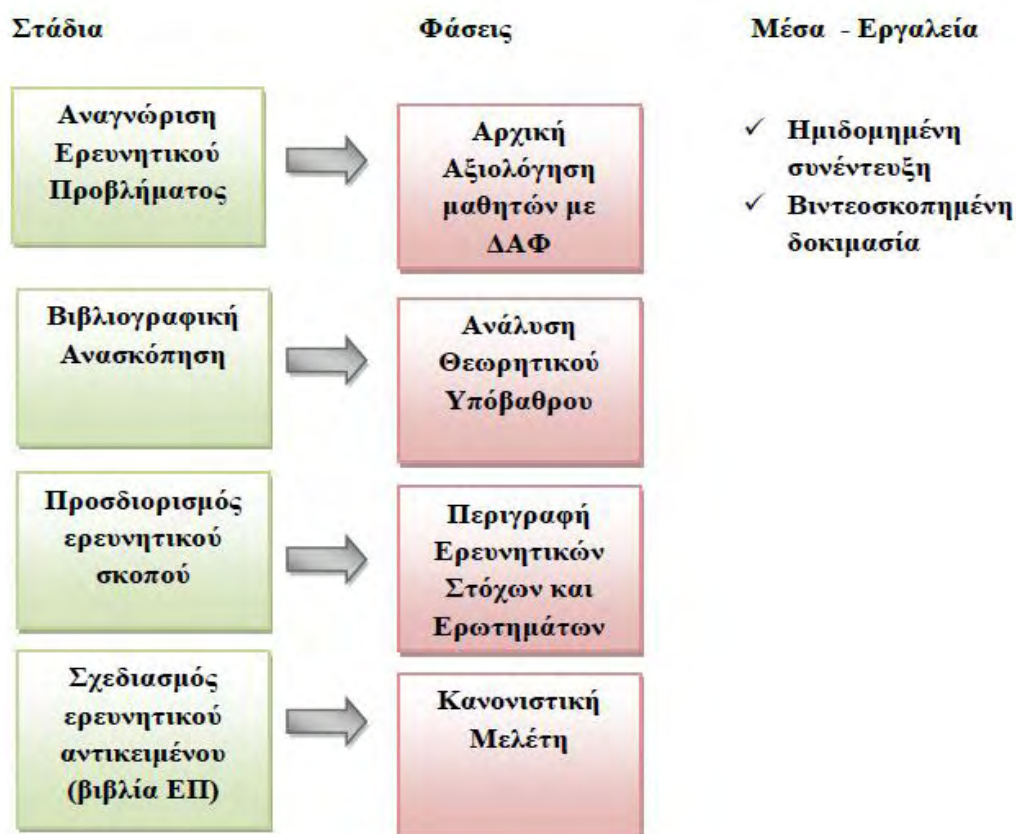 Στάδια
Φάσεις
Μέσα - Εργαλεία
Αναγνώριση
Ερευνητικού
Προβλήματος
Αρχική
Αξιολόγηση
μαθητών με
ΔΑΦ
✓ Ημιδομημένη
συνέντευξη
✓ Βιντεοσκοπημένη
δοκιμασία
Βιβλιογραφική
Ανασκόπηση
Ανάλυση
Θεωρητικού
Υπόβαθρου
Προσδιορισμός
ερευνητικού
σκοπού
Περιγραφή
Ερευνητικών
Στόχων και
Ερωτημάτων
Σχεδιασμός
ερευνητικού
αντικειμένου
(βιβλία ΕΠ)
Κανονιστική
Μελέτη